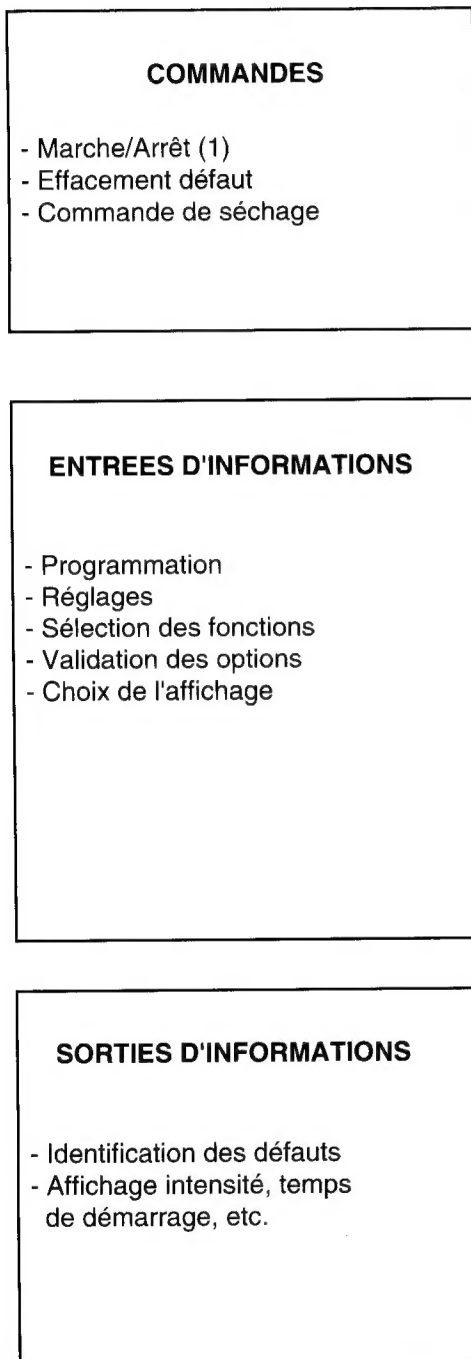 COMMANDES
- Marche/Arrêt (1)
- Effacement défaut
- Commande de séchage
ENTREES D'INFORMATIONS
- Programmation
- Réglages
- Sélection des fonctions
- Validation des options
- Choix de l'affichage
SORTIES D'INFORMATIONS
- Identification des défauts
- Affichage intensité, temps
de démarrage, etc.